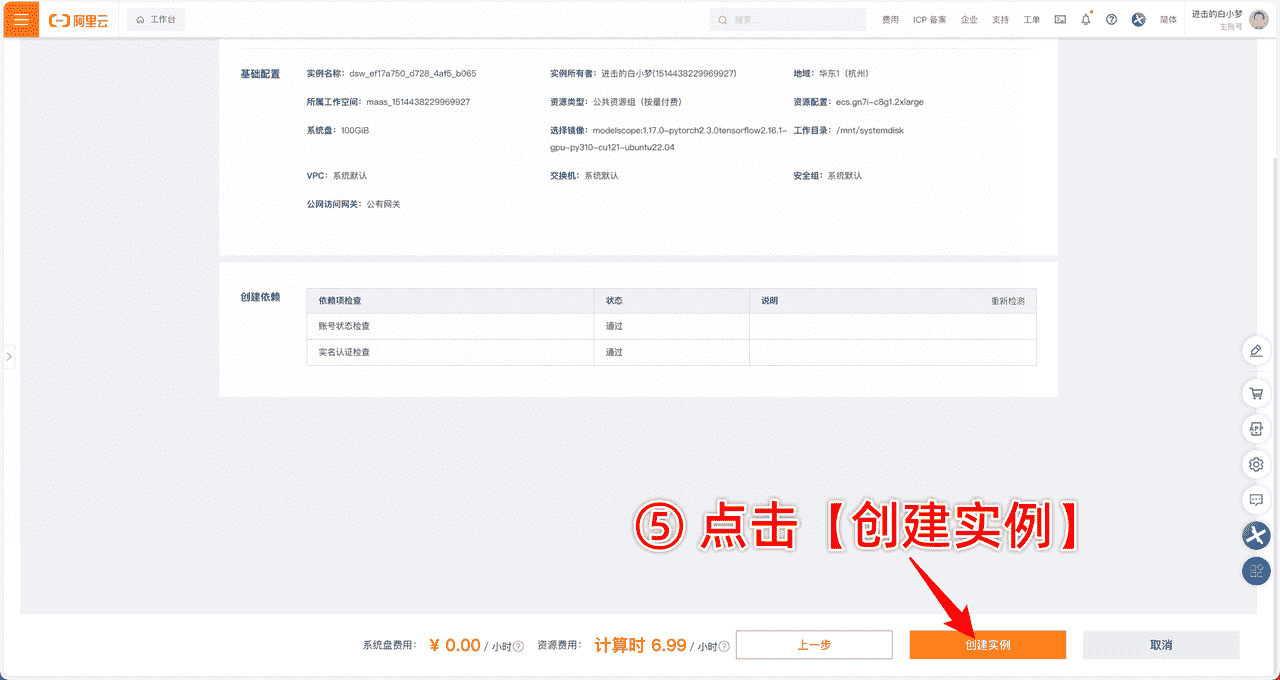 阿里云 工作台 搜索 费用 ICP 备案 企业 支持 工单 简体 进击的白小梦
主账号
基础配置 实例名称：dsw_ef17a750_d728_4af5_b065 实例所有者：进击的白小梦(1514438229969927) 地域：华东1（杭州）
所属工作空间：maas_1514438229969927 资源类型：公共资源组（按量付费） 资源配置：ecs.gn7i-c8g1.2xlarge
系统盘：100GiB 选择镜像：modelscope:1.17.0-pytorch2.3.0tensorflow2.16.1- 工作目录：/mnt/systemdisk
gpu-py310-cu121-ubuntu22.04
VPC：系统默认 交换机：系统默认 安全组：系统默认
公网访问网关：公有网关
创建依赖 依赖项检查 状态 说明 重新检测
账号状态检查 通过
实名认证检查 通过
APP
⑤ 点击【创建实例】
系统盘费用：¥ 0.00 / 小时 资源费用：计算时 6.99 / 小时 上一步 创建实例 取消